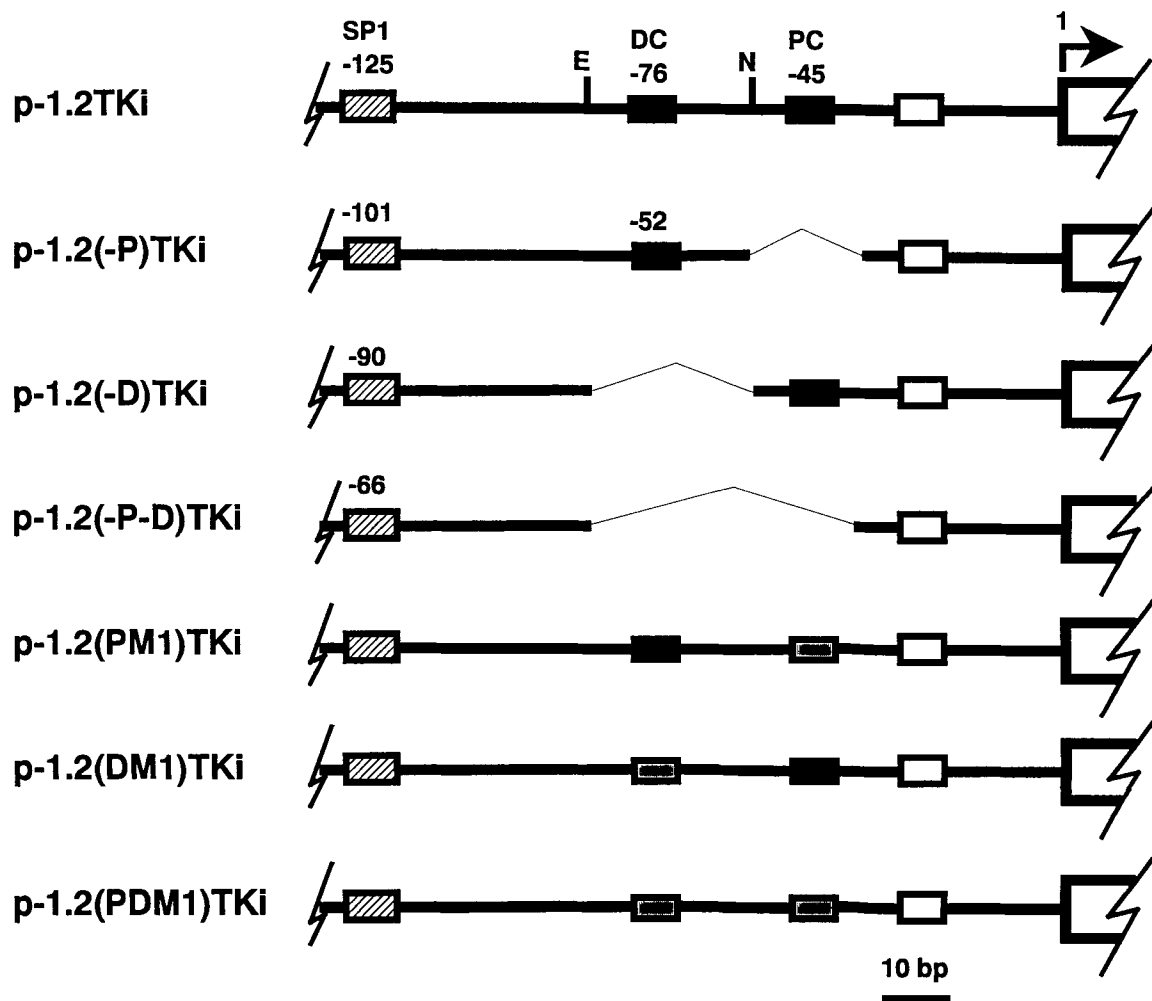 SP1 DC PC 1
-125 E -76 N -45
p-1.2TKi
-101 -52
p-1.2(-P)TKi
-90
p-1.2(-D)TKi
-66
p-1.2(-P-D)TKi
p-1.2(PM1)TKi
p-1.2(DM1)TKi
p-1.2(PDM1)TKi
10 bp